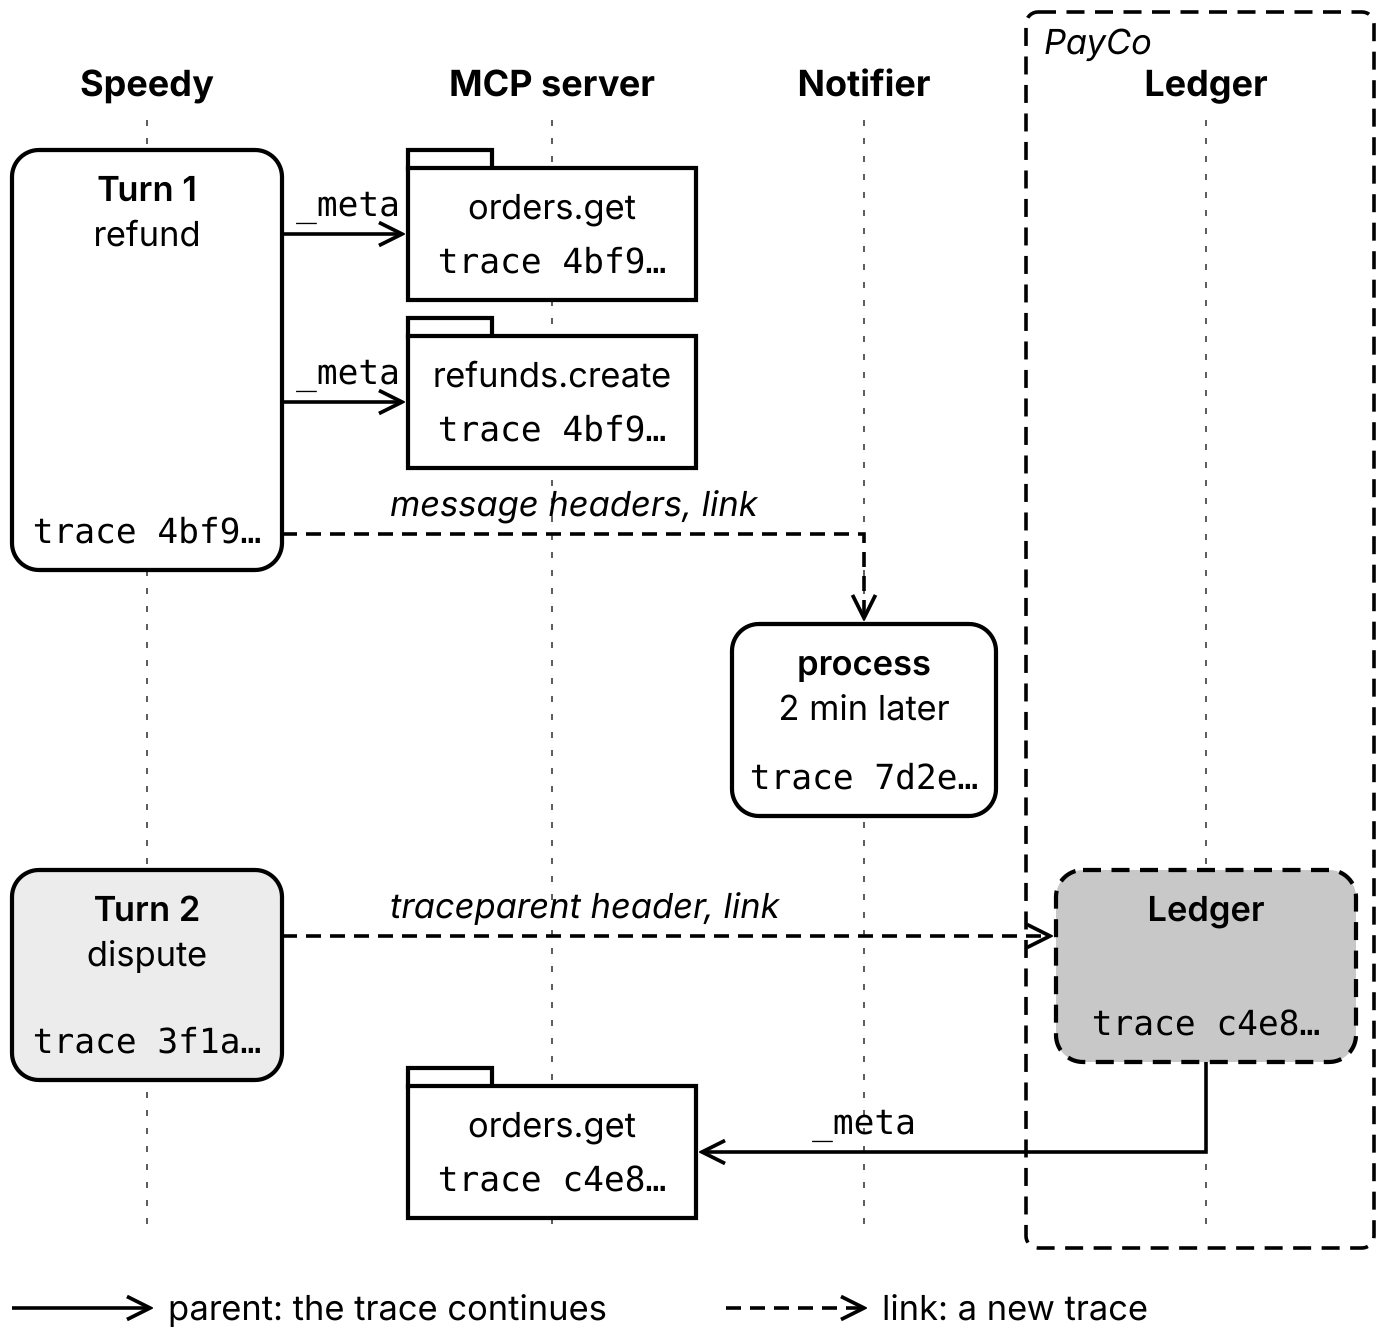 PayCo
Speedy
MCP server
Notifier
Ledger
Turn 1
refund
trace 4bf9…
_meta
orders.get
trace 4bf9…
_meta
refunds.create
trace 4bf9…
message headers, link
process
2 min later
trace 7d2e…
Turn 2
dispute
trace 3f1a…
traceparent header, link
Ledger
trace c4e8…
_meta
orders.get
trace c4e8…
parent: the trace continues
link: a new trace